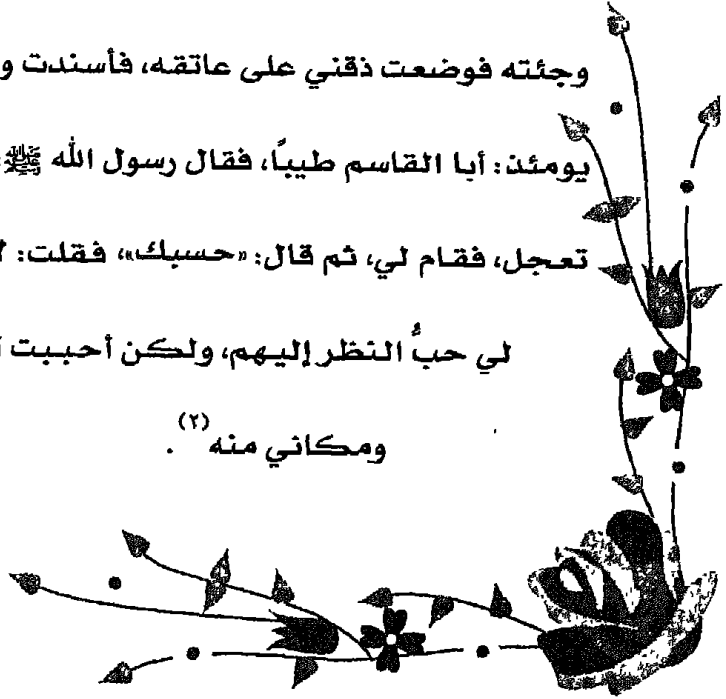 وجئته فوضعت ذقني على عاتقه، فأسندت و
يومئذ: أبا القاسم طيباً، فقال رسول الله ﷺ:
تعجل، فقام لي، ثم قال: «حسبك»، فقلت: ل
لي حبُّ النظر إليهم، ولكن أحببت أ
ومكاني منه (٢).